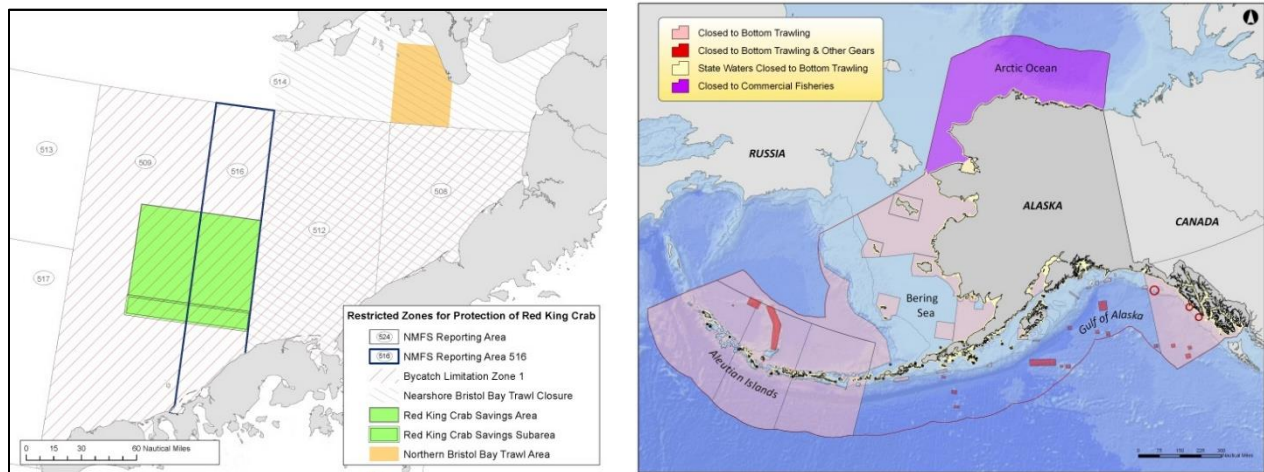 514
513
509
516
508
512
517
Restricted Zones for Protection of Red King Crab
524 NMFS Reporting Area
516 NMFS Reporting Area 516
Bycatch Limitation Zone 1
Nearshore Bristol Bay Trawl Closure
Red King Crab Savings Area
Red King Crab Savings Subarea
Northern Bristol Bay Trawl Area
0 15 30 60 Nautical Miles
Closed to Bottom Trawling
Closed to Bottom Trawling & Other Gears
State Waters Closed to Bottom Trawling
Closed to Commercial Fisheries
Arctic Ocean
RUSSIA
ALASKA
CANADA
Bering
Sea
Gulf of Alaska
Aleutian Islands
Nautical Miles